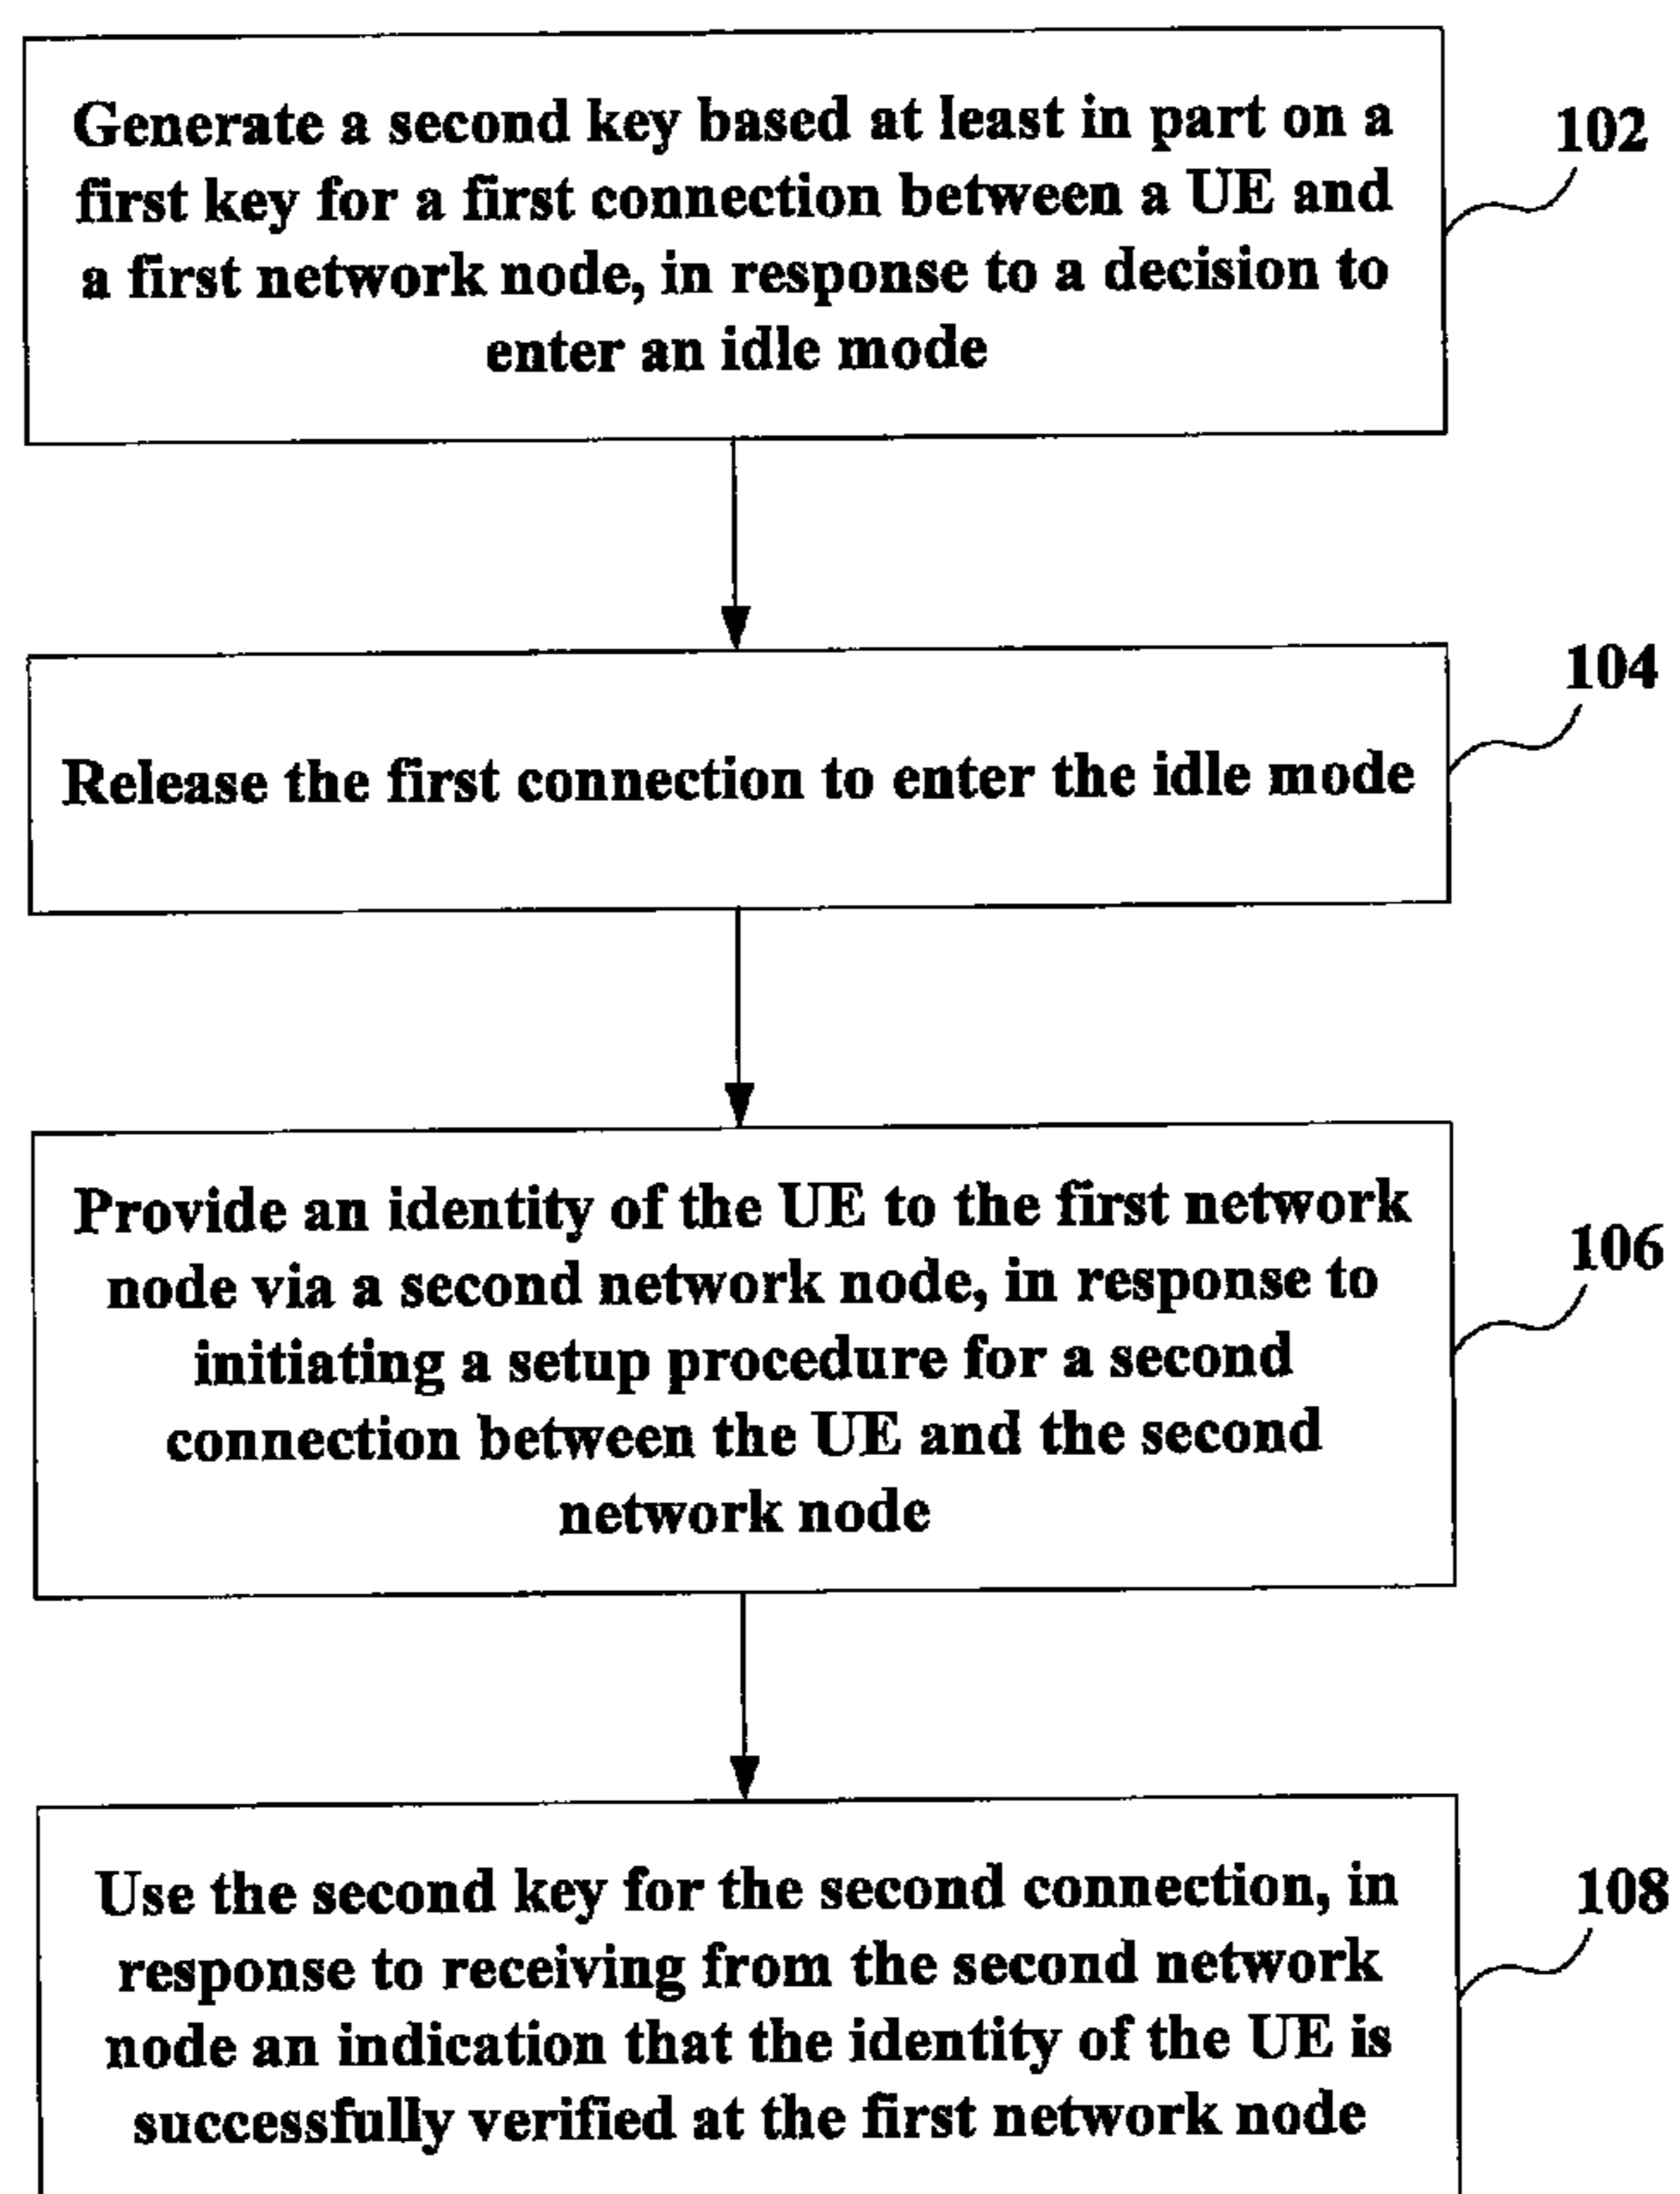 Generate a second key based at least in part on a
102
first key for a first connection between a UE and
a first network node, in response to a decision to
enter an idle mode
104
Release the first connection to enter the idle mode
Provide an identity of the UE to the first network
106
node via a second network node, in response to
initiating a setup procedure for a second
connection between the UE and the second
network node
Use the second key for the second connection, in
108
response to receiving from the second network
node an indication that the identity of the UE is
successfully verified at the first network node